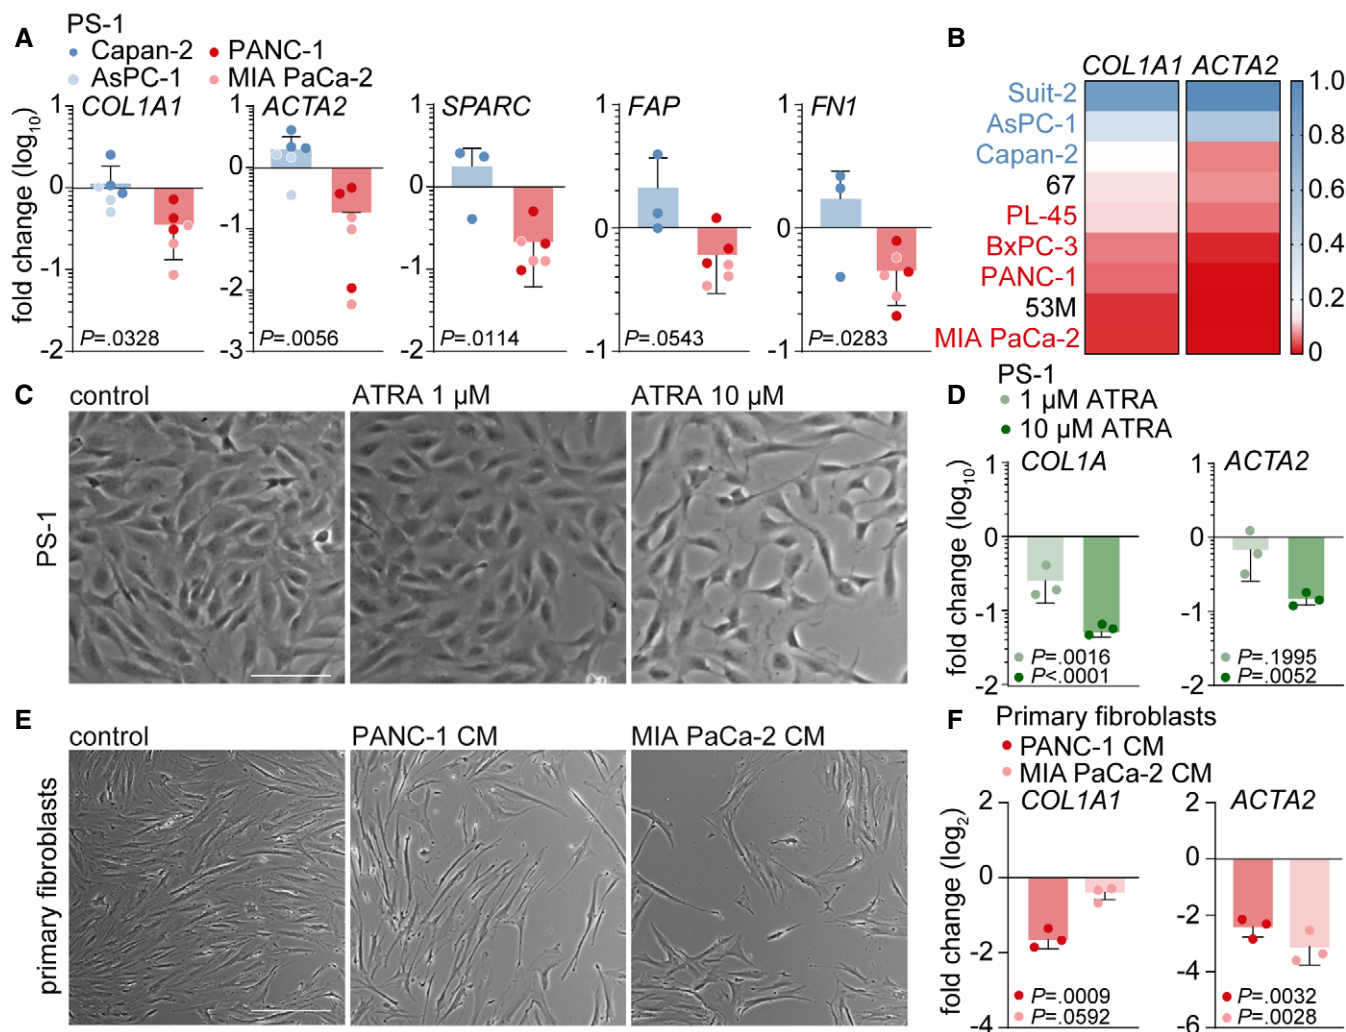 A
PS-1
Capan-2 PANC-1
AsPC-1 MIA PaCa-2
fold change (log10)
COL1A1
1
0
-1
-2
P=.0328
ACTA2
1
0
-1
-2
-3
P=.0056
SPARC
1
0
-1
-2
P=.0114
FAP
1
0
-1
P=.0543
FN1
1
0
-1
P=.0283
B
COL1A1 ACTA2
Suit-2
AsPC-1
Capan-2
67
PL-45
BxPC-3
PANC-1
53M
MIA PaCa-2
1.0
0.8
0.6
0.4
0.2
0
C
control
ATRA 1 µM
ATRA 10 µM
PS-1
D
PS-1
1 µM ATRA
10 µM ATRA
fold change (log10)
COL1A
1
0
-1
-2
P=.0016
P<.0001
ACTA2
1
0
-1
-2
P=.1995
P=.0052
E
control
PANC-1 CM
MIA PaCa-2 CM
primary fibroblasts
F
Primary fibroblasts
PANC-1 CM
MIA PaCa-2 CM
fold change (log2)
COL1A1
2
0
-2
-4
P=.0009
P=.0592
ACTA2
2
0
-2
-4
-6
P=.0032
P=.0028